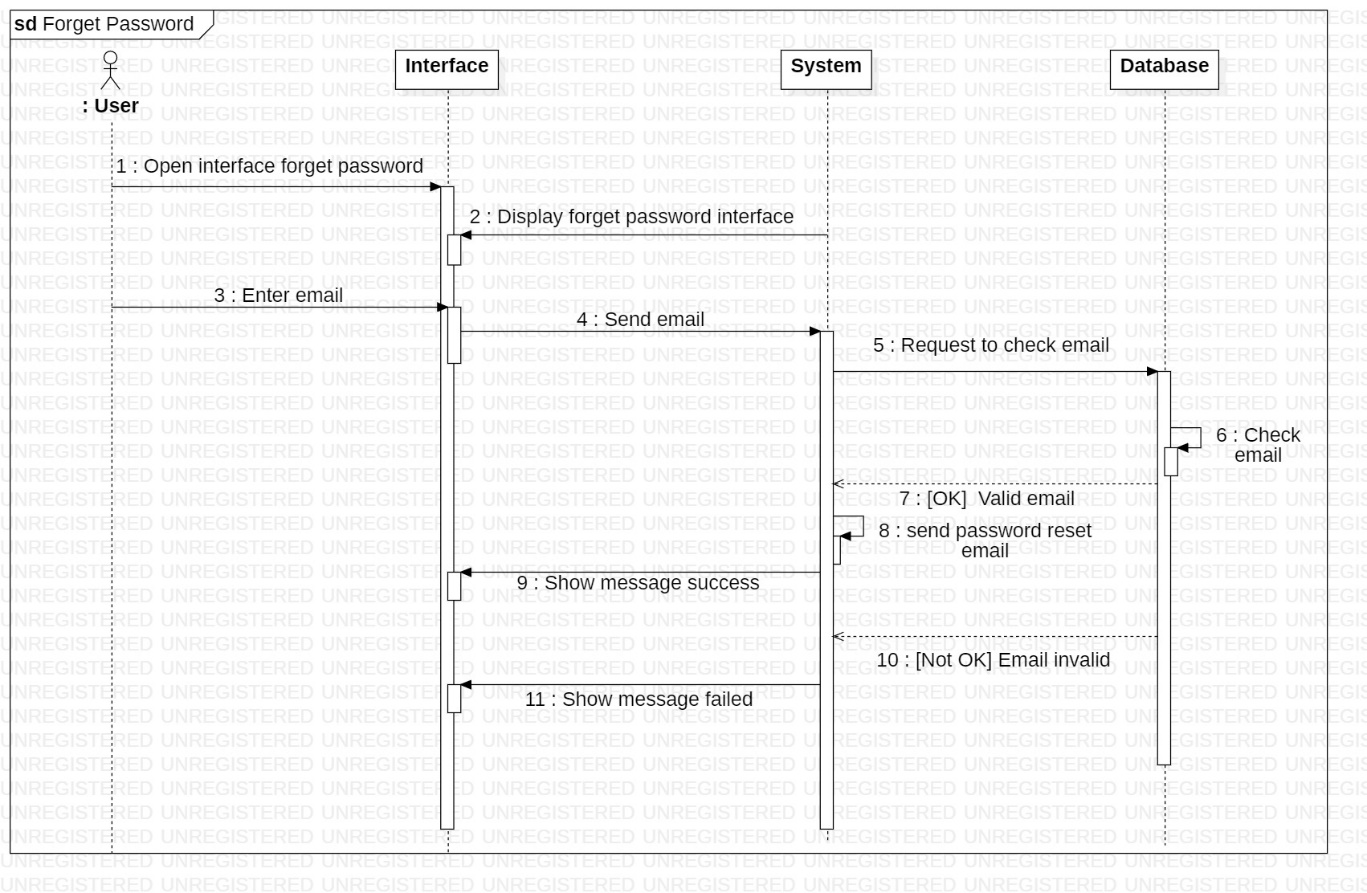 sd Forget Password
: User
Interface
System
Database
1 : Open interface forget password
2 : Display forget password interface
3 : Enter email
4 : Send email
5 : Request to check email
6 : Check
email
7 : [OK]  Valid email
8 : send password reset
email
9 : Show message success
10 : [Not OK] Email invalid
11 : Show message failed
UNREGISTERED